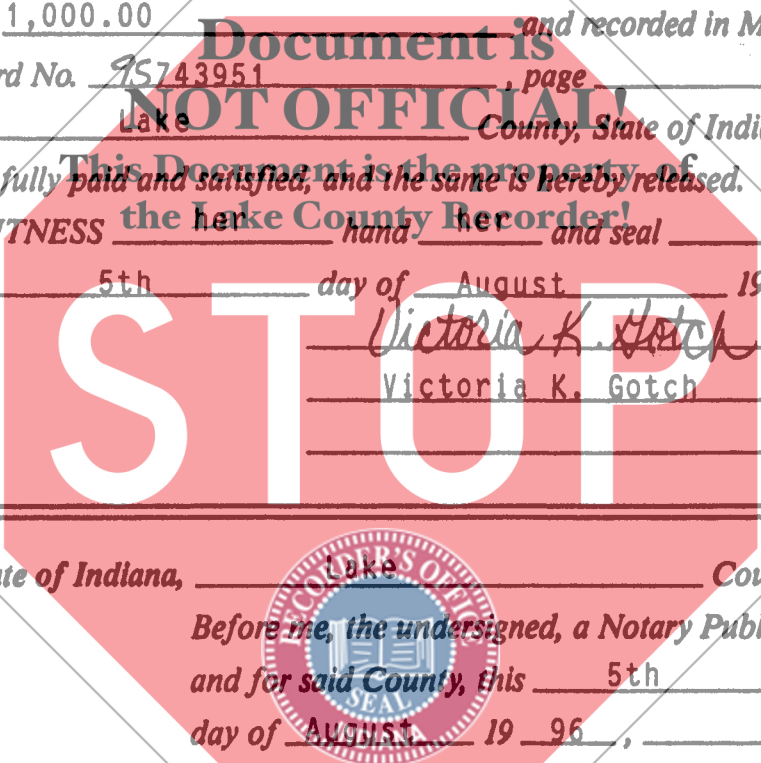 1,000.00 and recorded in M
Document is
rd No. 95743951, page
NOT OFFICIAL!
Lake County, State of Indi
This Document is the property of
fully paid and satisfied, and the same is hereby released.
the Lake County Recorder!
TNESS her hand her and seal
5th day of August 19
Victoria K. Gotch
Victoria K. Gotch
STOP
te of Indiana, Lake Cou
RECORDER'S OFFICE
Before me, the undersigned, a Notary Publ
and for said County, this 5th
SEAL
day of August 19 96,
INDIANA